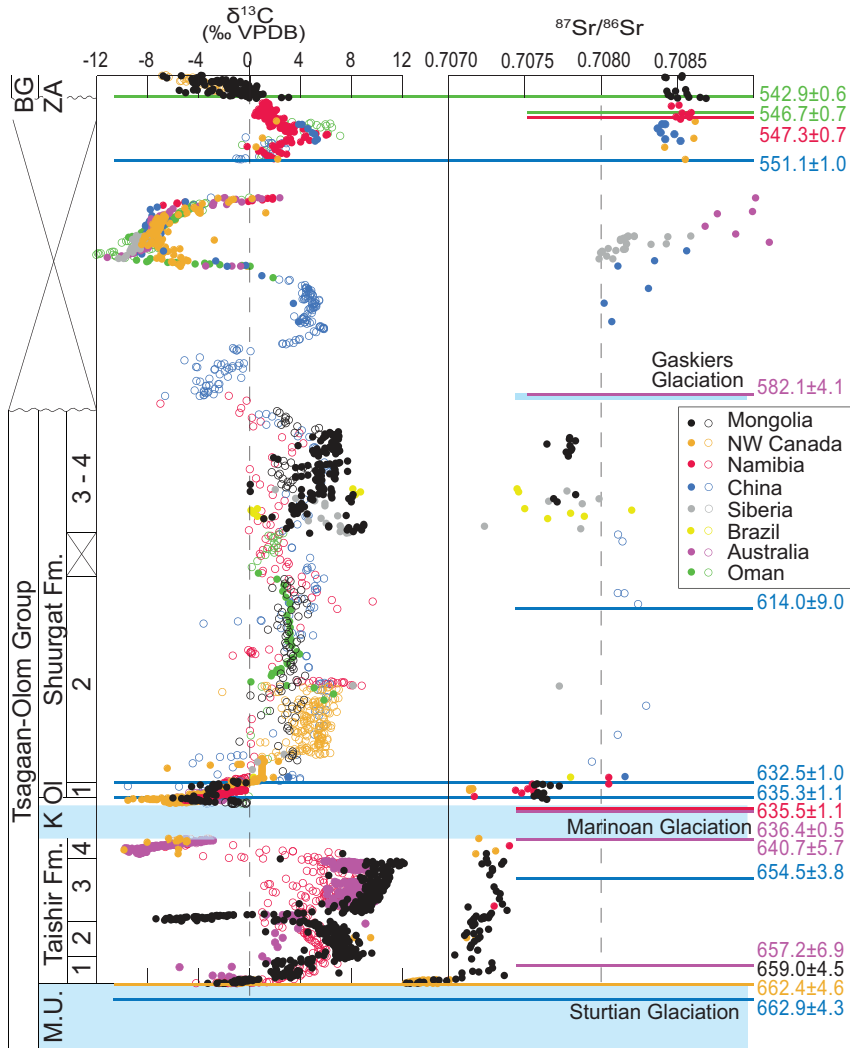 δ¹³C
(‰ VPDB)
⁸⁷Sr/⁸⁶Sr
-12 -8 -4 0 4 8 12 0.7070 0.7075 0.7080 0.7085
BG
ZA
542.9±0.6
546.7±0.7
547.3±0.7
551.1±1.0
Gaskiers
Glaciation
582.1±4.1
Mongolia
NW Canada
Namibia
China
Siberia
Brazil
Australia
Oman
614.0±9.0
Tsagaan-Olom Group
Shuurgat Fm.
3 - 4
2
Ol
1
632.5±1.0
635.3±1.1
K
635.5±1.1
Marinoan Glaciation
636.4±0.5
640.7±5.7
Taishir Fm.
4
3
2
1
654.5±3.8
657.2±6.9
659.0±4.5
662.4±4.6
M.U.
Sturtian Glaciation
662.9±4.3